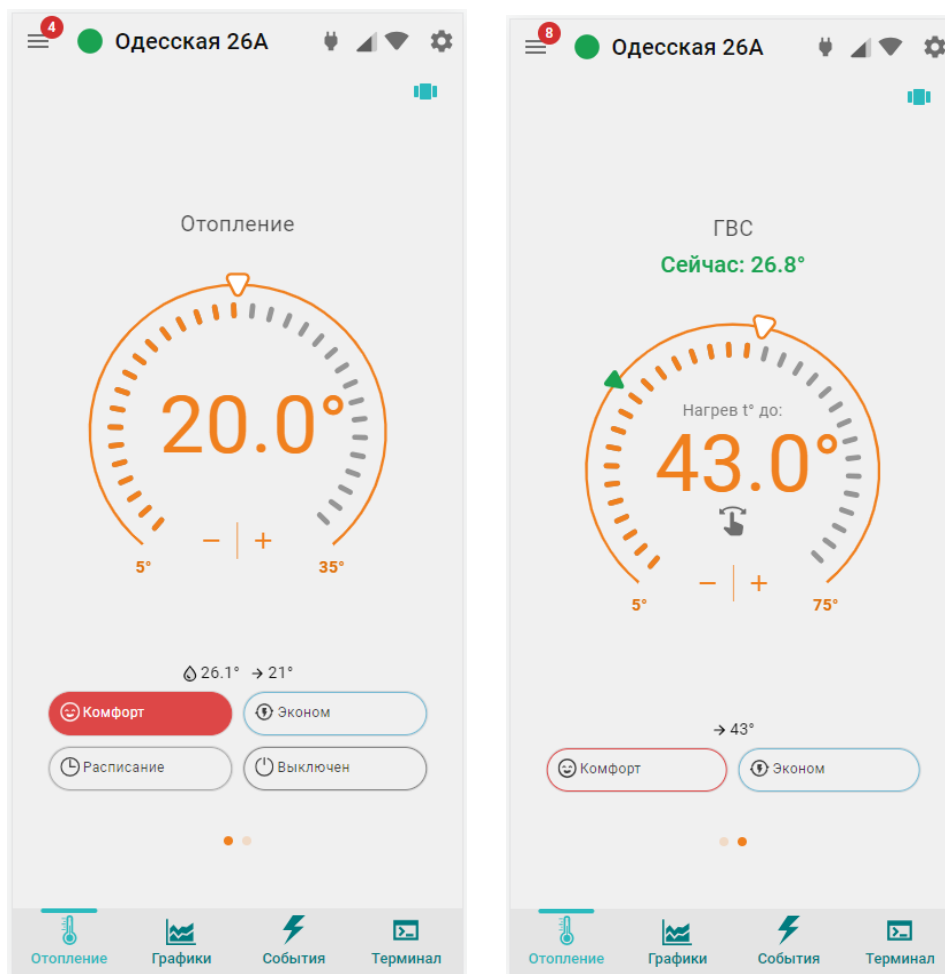 4
Одесская 26А
Отопление
20.0°
− | +
5°
35°
26.1° → 21°
Комфорт
Эконом
Расписание
Выключен
Отопление
Графики
События
Терминал
8
Одесская 26А
ГВС
Сейчас: 26.8°
Нагрев t° до:
43.0°
− | +
5°
75°
→ 43°
Комфорт
Эконом
Отопление
Графики
События
Терминал